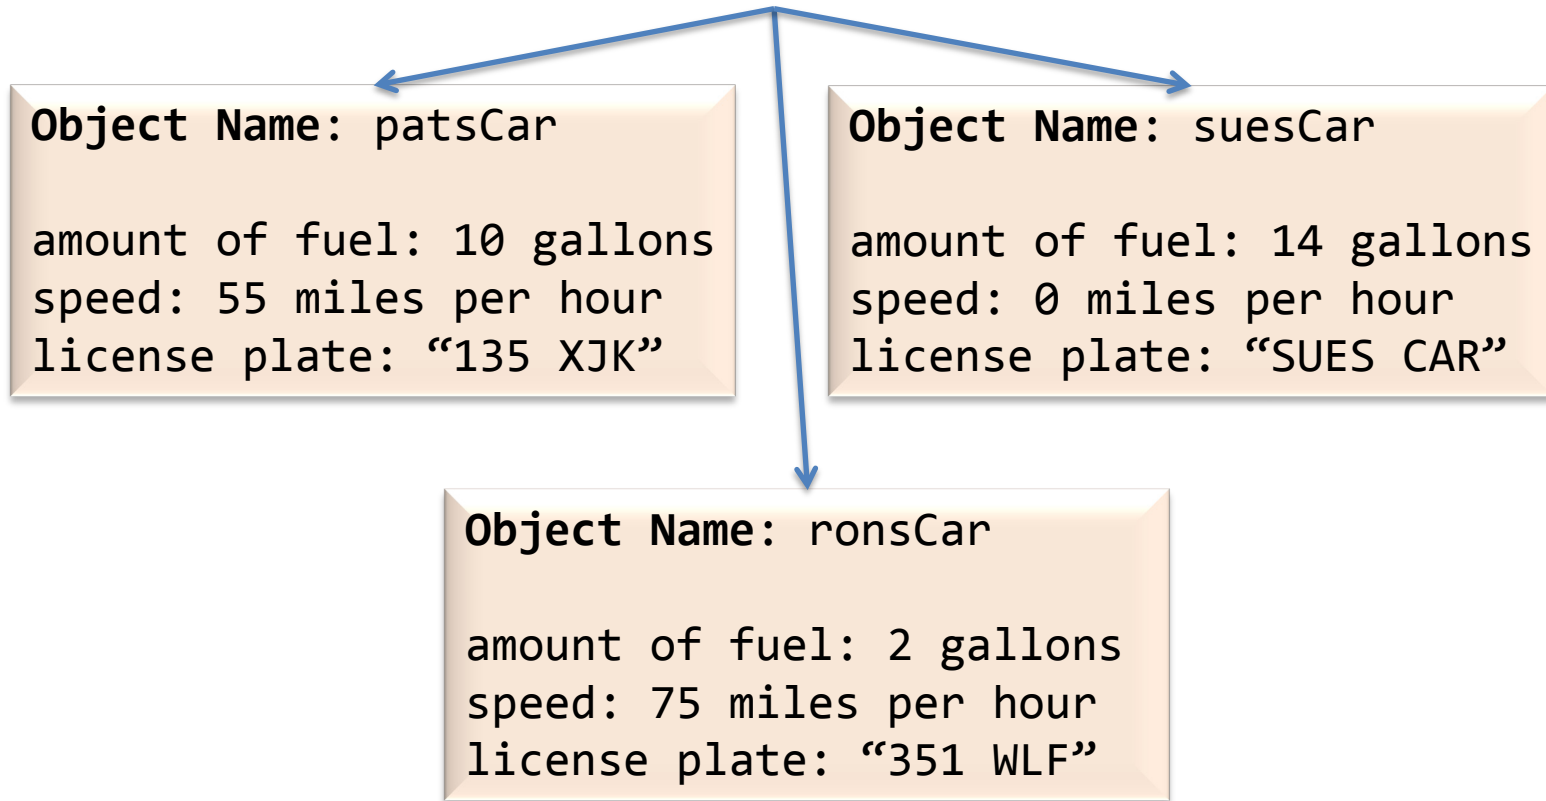 Object Name: patsCar
amount of fuel: 10 gallons
speed: 55 miles per hour
license plate: “135 XJK”
Object Name: suesCar
amount of fuel: 14 gallons
speed: 0 miles per hour
license plate: “SUES CAR”
Object Name: ronsCar
amount of fuel: 2 gallons
speed: 75 miles per hour
license plate: “351 WLF”